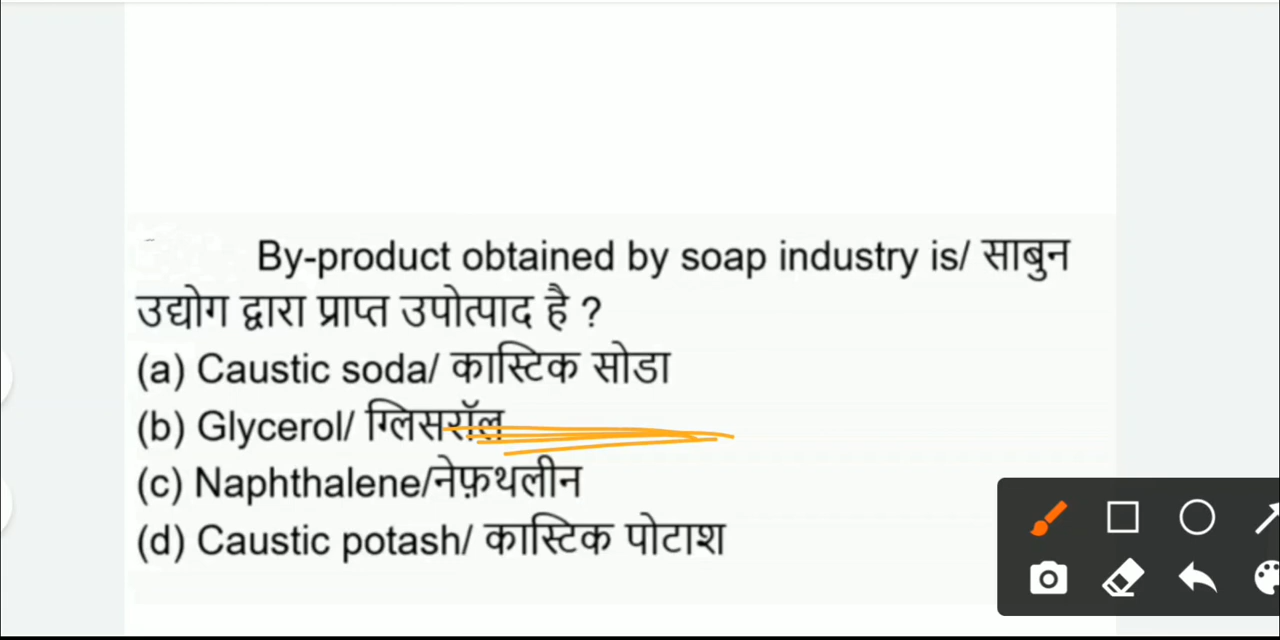 By-product obtained by soap industry is/ साबुन
उद्योग द्वारा प्राप्त उपोत्पाद है ?
(a) Caustic soda/ कास्टिक सोडा
(b) Glycerol/ ग्लिसरॉल
(c) Naphthalene/नेफ़थलीन
(d) Caustic potash/ कास्टिक पोटाश